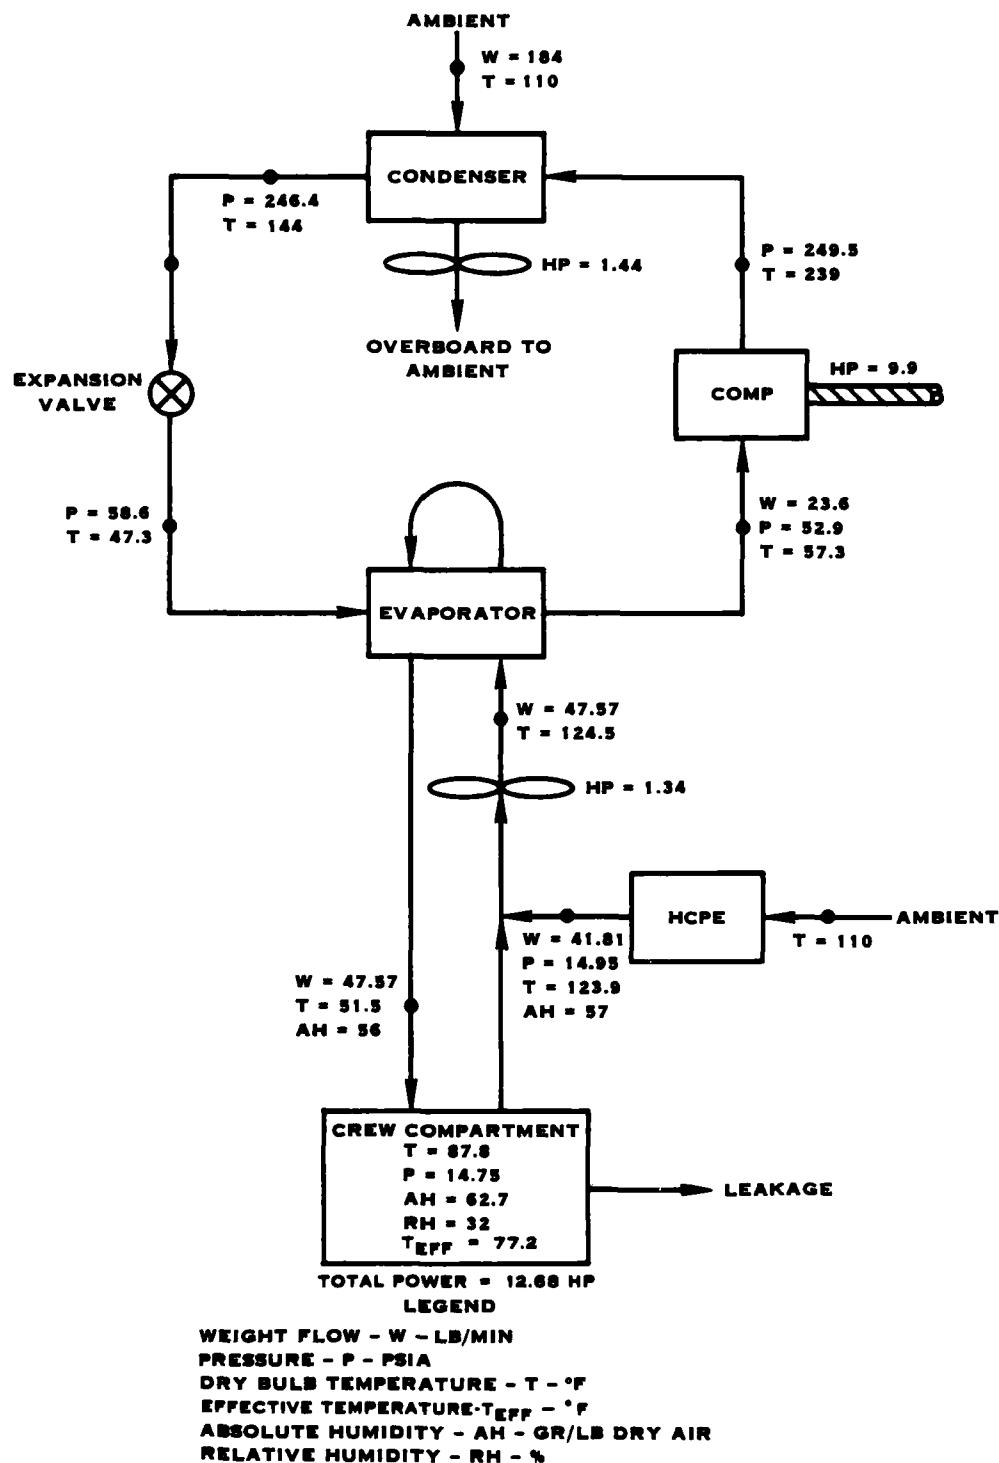 AMBIENT
W = 184
T = 110
CONDENSER
P = 246.4
T = 144
HP = 1.44
P = 249.5
T = 239
OVERBOARD TO
AMBIENT
EXPANSION
VALVE
COMP
HP = 9.9
P = 58.6
T = 47.3
W = 23.6
P = 52.9
T = 57.3
EVAPORATOR
W = 47.57
T = 124.5
HP = 1.34
HCPE
AMBIENT
T = 110
W = 41.81
P = 14.95
T = 123.9
AH = 57
W = 47.57
T = 51.5
AH = 56
CREW COMPARTMENT
T = 87.8
P = 14.75
AH = 62.7
RH = 32
TEFF = 77.2
LEAKAGE
TOTAL POWER = 12.68 HP
LEGEND
WEIGHT FLOW - W - LB/MIN
PRESSURE - P - PSIA
DRY BULB TEMPERATURE - T - °F
EFFECTIVE TEMPERATURE-TEFF - °F
ABSOLUTE HUMIDITY - AH - GR/LB DRY AIR
RELATIVE HUMIDITY - RH - %